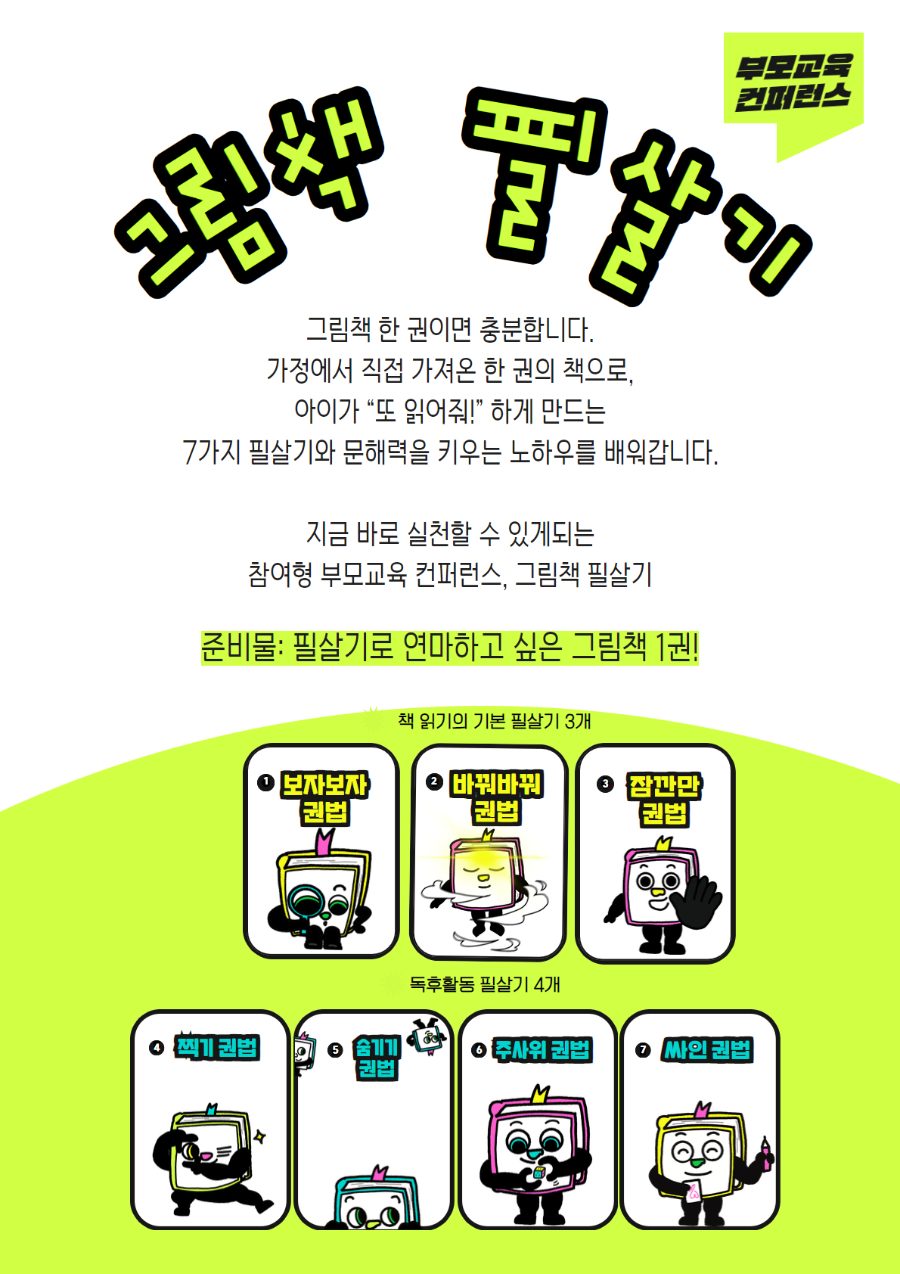 부모교육
컨퍼런스
그림책 필살기
그림책 한 권이면 충분합니다.
가정에서 직접 가져온 한 권의 책으로,
아이가 “또 읽어줘!” 하게 만드는
7가지 필살기와 문해력을 키우는 노하우를 배워갑니다.
지금 바로 실천할 수 있게되는
참여형 부모교육 컨퍼런스, 그림책 필살기
준비물: 필살기로 연마하고 싶은 그림책 1권!
책 읽기의 기본 필살기 3개
1 보자보자
권법
2 바꿔바꿔
권법
3 잠깐만
권법
독후활동 필살기 4개
4 찍기 권법
5 숨기기
권법
6 주사위 권법
7 싸인 권법